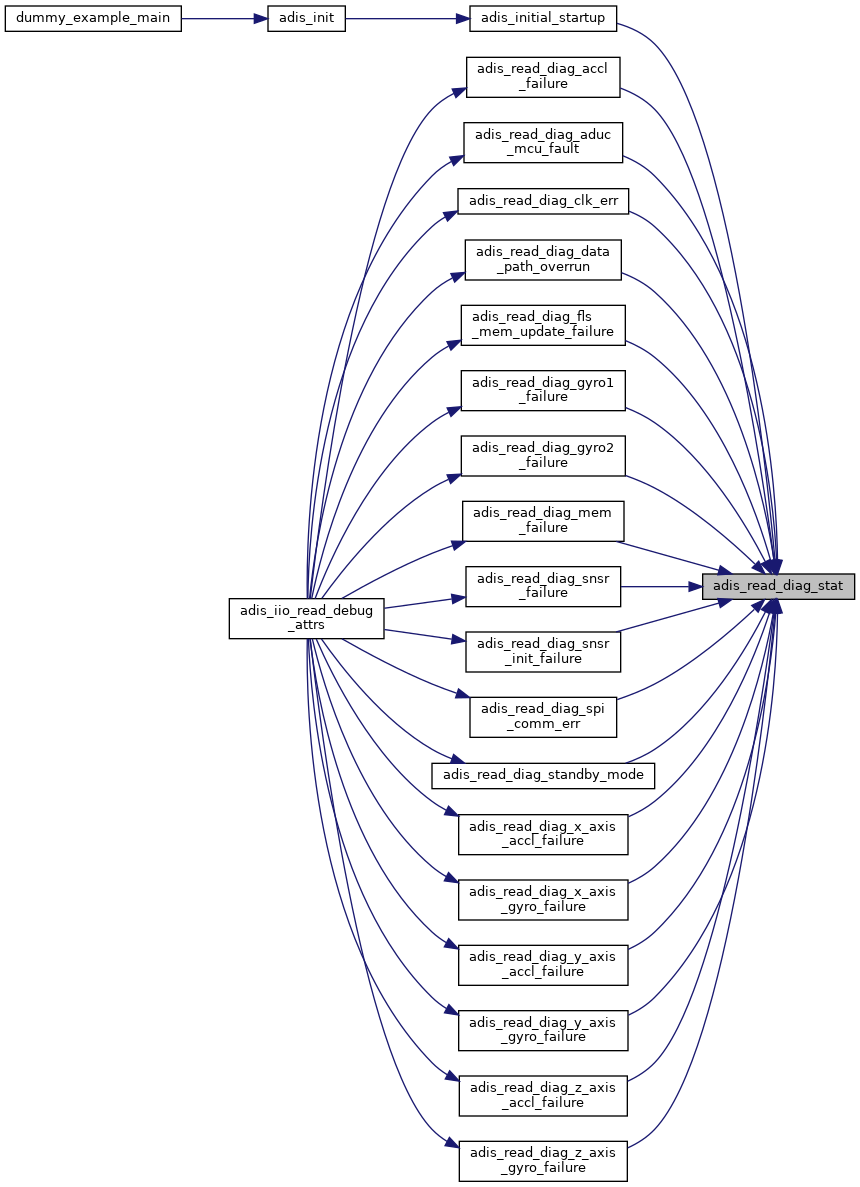 dummy_example_main
adis_init
adis_initial_startup
adis_read_diag_accl
_failure
adis_read_diag_aduc
_mcu_fault
adis_read_diag_clk_err
adis_read_diag_data
_path_overrun
adis_read_diag_fls
_mem_update_failure
adis_read_diag_gyro1
_failure
adis_read_diag_gyro2
_failure
adis_read_diag_mem
_failure
adis_read_diag_snsr
_failure
adis_read_diag_stat
adis_iio_read_debug
_attrs
adis_read_diag_snsr
_init_failure
adis_read_diag_spi
_comm_err
adis_read_diag_standby_mode
adis_read_diag_x_axis
_accl_failure
adis_read_diag_x_axis
_gyro_failure
adis_read_diag_y_axis
_accl_failure
adis_read_diag_y_axis
_gyro_failure
adis_read_diag_z_axis
_accl_failure
adis_read_diag_z_axis
_gyro_failure